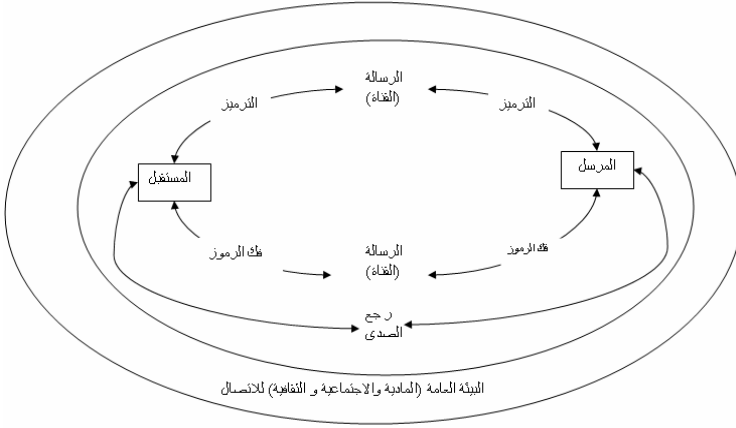 الرسالة
(القناة)
الترميز
الترميز
المرسل
المستقبل
الرسالة
(القناة)
فك الرموز
فك الرموز
رجع
الصدى
البيئة العامة (المادية والاجتماعية و الثقافية) للاتصال